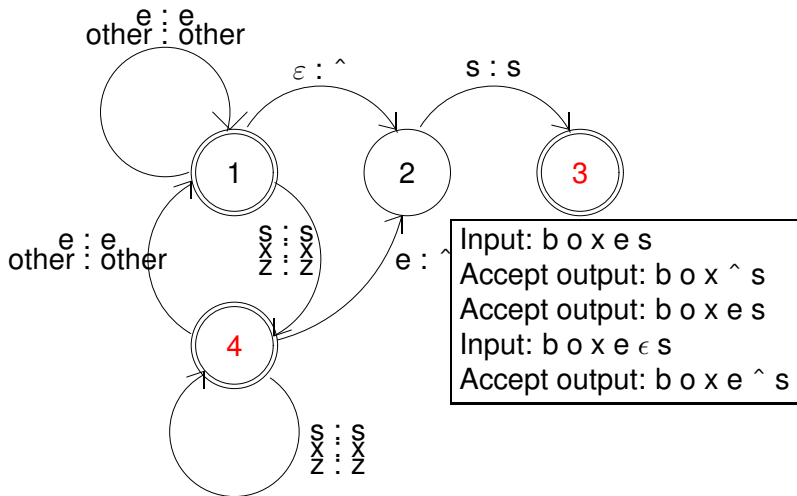 e : e
other : other
ε : ^
s : s
1
2
3
e : e
other : other
s : s
x : x
z : z
e : ^
4
s : s
x : x
z : z
Input: b o x e s
Accept output: b o x ^ s
Accept output: b o x e s
Input: b o x e ϵ s
Accept output: b o x e ^ s